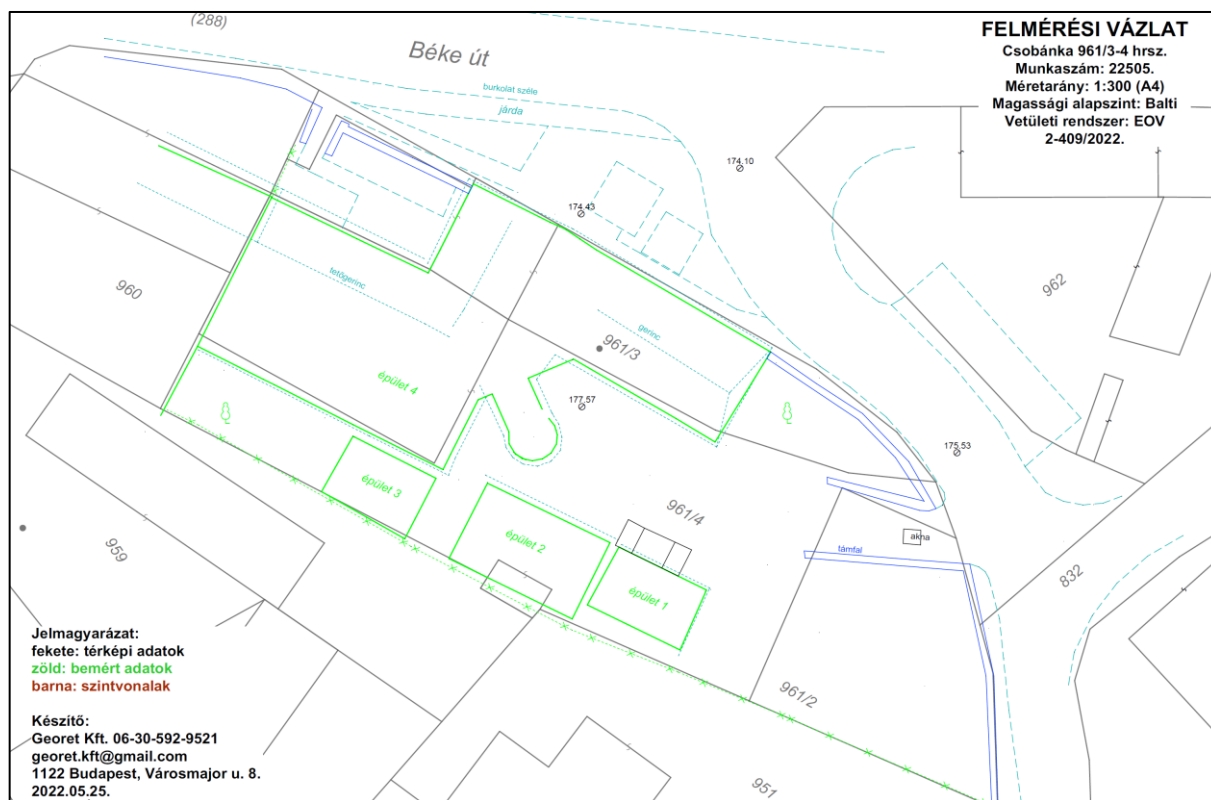 (288)
Béke út
FELMÉRÉSI VÁZLAT
Csobánka 961/3-4 hrsz.
Munkaszám: 22505.
Méretarány: 1:300 (A4)
Magassági alapszint: Balti
Vetületi rendszer: EOV
2-409/2022.
burkolat széle
járda
174.10
174.43
tetőgerinc
960
962
gerinc
961/3
épület 4
177.57
175.53
épület 3
961/4
épület 2
akna
támfal
959
832
épület 1
961/2
951
Jelmagyarázat:
fekete: térképi adatok
zöld: bemért adatok
barna: szintvonalak
Készítő:
Georet Kft. 06-30-592-9521
georet.kft@gmail.com
1122 Budapest, Városmajor u. 8.
2022.05.25.